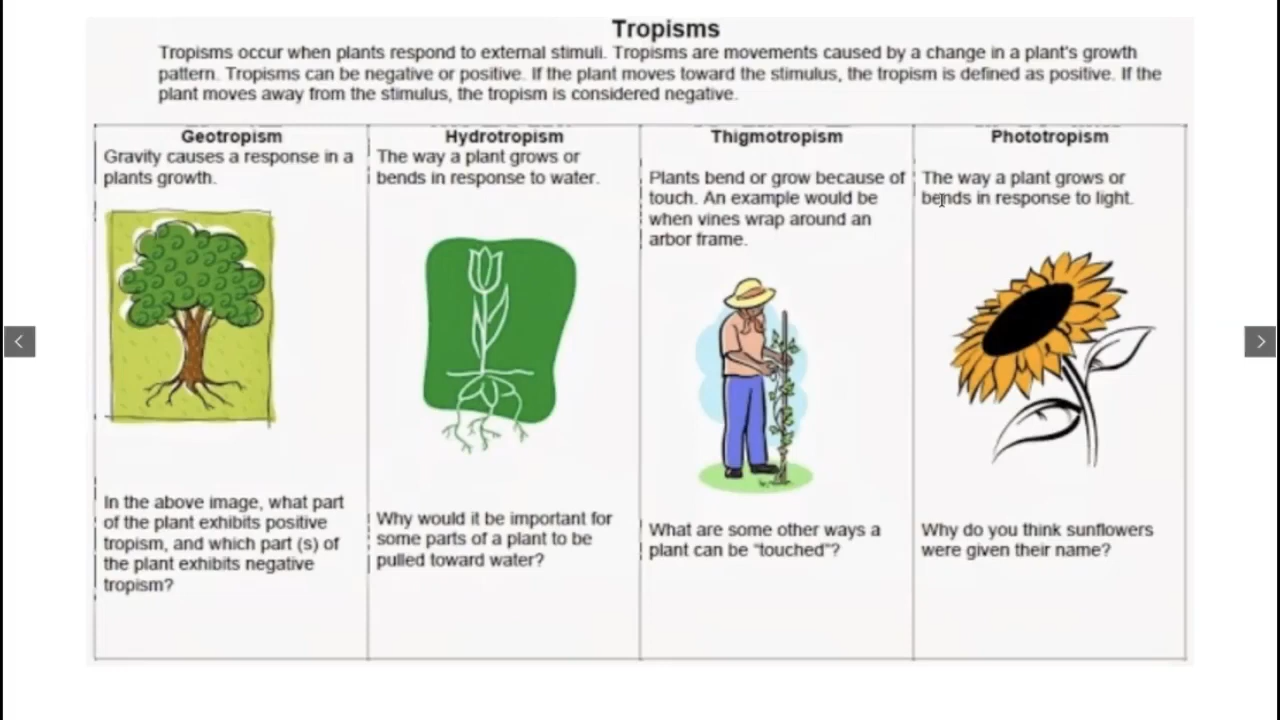 Tropisms
Tropisms occur when plants respond to external stimuli. Tropisms are movements caused by a change in a plant's growth
pattern. Tropisms can be negative or positive. If the plant moves toward the stimulus, the tropism is defined as positive. If the
plant moves away from the stimulus, the tropism is considered negative.
Geotropism
Gravity causes a response in a
plants growth.
In the above image, what part
of the plant exhibits positive
tropism, and which part (s) of
the plant exhibits negative
tropism?
Hydrotropism
The way a plant grows or
bends in response to water.
Why would it be important for
some parts of a plant to be
pulled toward water?
Thigmotropism
Plants bend or grow because of
touch. An example would be
when vines wrap around an
arbor frame.
What are some other ways a
plant can be "touched"?
Phototropism
The way a plant grows or
bends in response to light.
Why do you think sunflowers
were given their name?